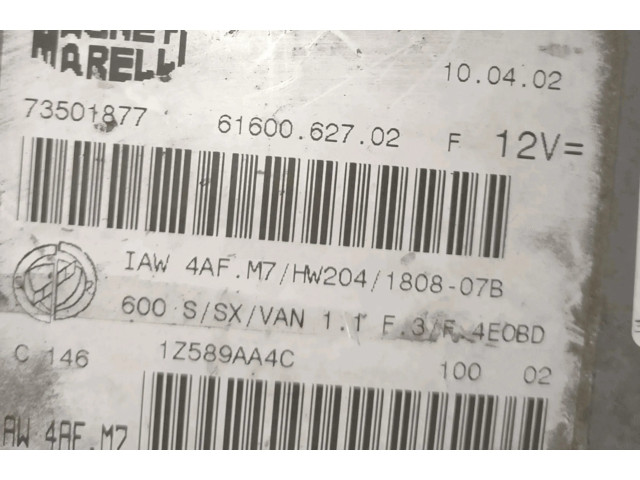 MAGNETI
MARELLI
10.04.02
73501877
61600.627.02 F 12V=
IAW 4AF.M7/HW204/1808-07B
600 S/SX/VAN 1.1 F.3/F.4EOBD
C 146 1Z589AA4C 100 02
AW 4AF.M7